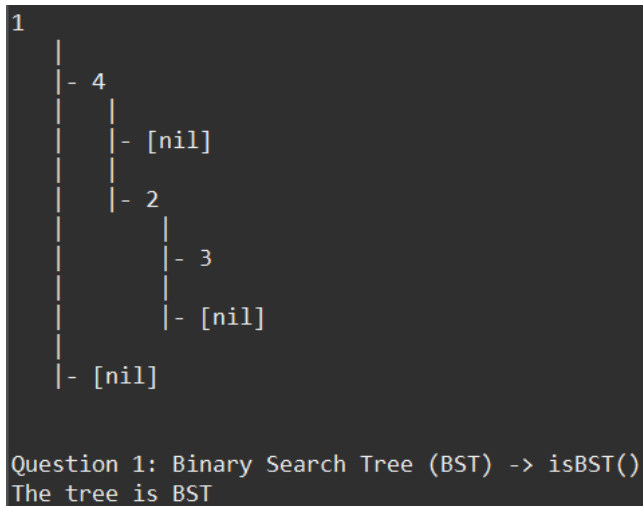 1
|
|- 4
|   |
|   |- [nil]
|   |
|   |- 2
|       |
|       |- 3
|       |
|       |- [nil]
|
|- [nil]
Question 1: Binary Search Tree (BST) -> isBST()
The tree is BST